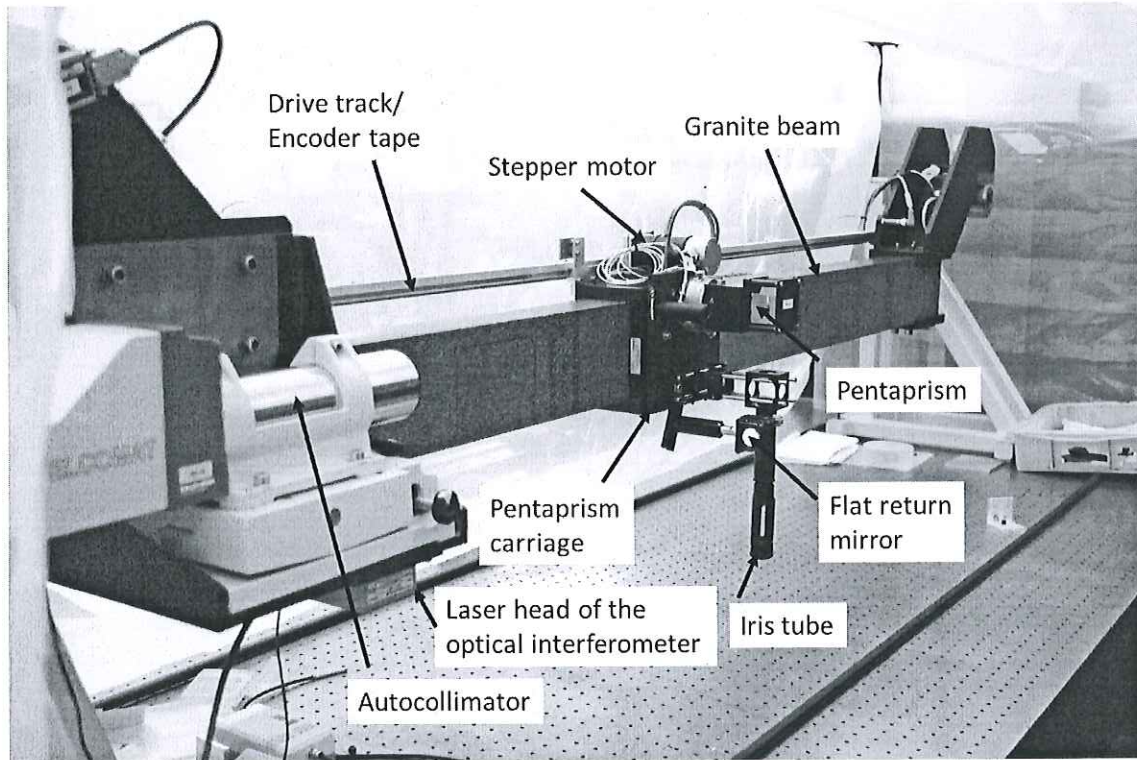 Drive track/
Encoder tape
Granite beam
Stepper motor
Pentaprism
Pentaprism
carriage
Flat return
mirror
Laser head of the
optical interferometer
Iris tube
Autocollimator